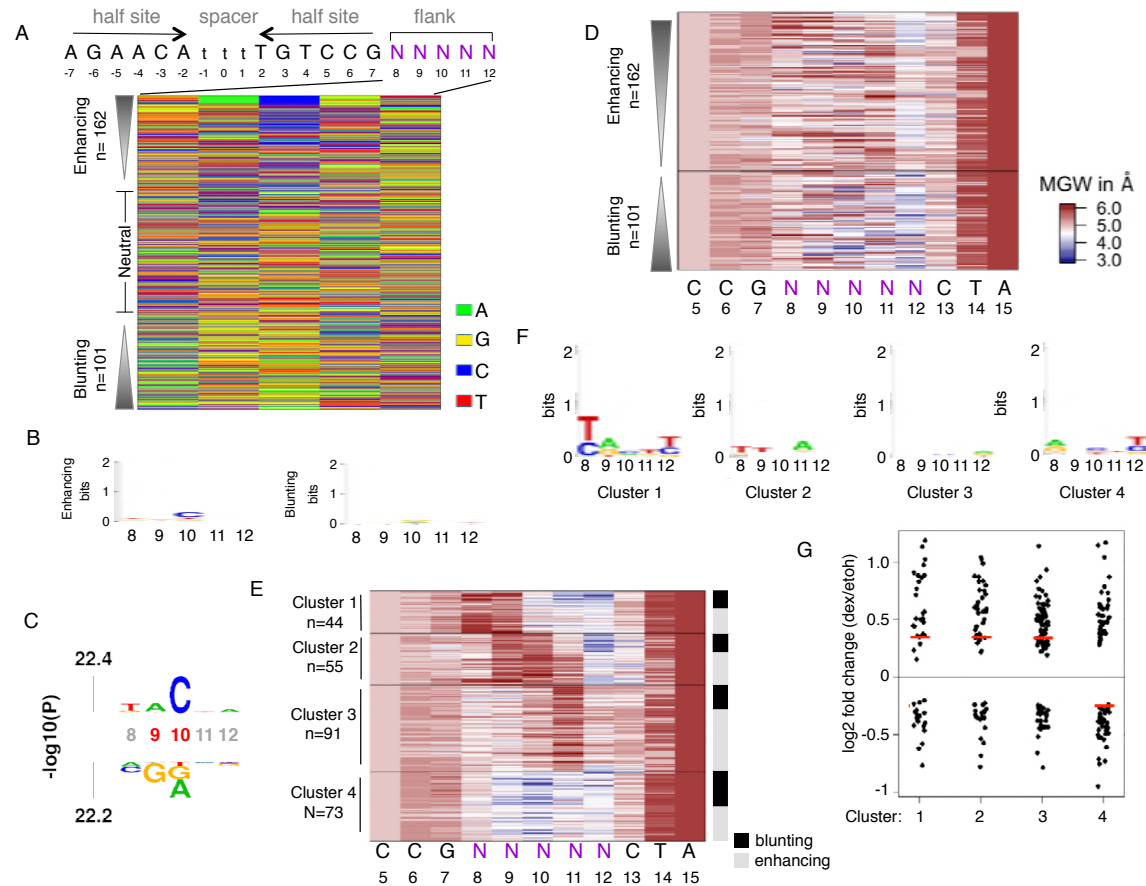 A
half site spacer half site flank
A G A A C A t t t T G T C C G N N N N N
-7 -6 -5 -4 -3 -2 -1 0 1 2 3 4 5 6 7 8 9 10 11 12
Enhancing
n= 162
Neutral
Blunting
n=101
A
G
C
T
B
Enhancing
bits
2
1
0
8 9 10 11 12
Blunting
bits
2
1
0
8 9 10 11 12
C
-log10(P)
22.4
T A C A
8 9 10 11 12
A C G T G A
22.2
D
Enhancing
n=162
Blunting
n=101
C C G N N N N N C T A
5 6 7 8 9 10 11 12 13 14 15
MGW in Å
6.0
5.0
4.0
3.0
E
Cluster 1
n=44
Cluster 2
n=55
Cluster 3
n=91
Cluster 4
N=73
C C G N N N N N C T A
5 6 7 8 9 10 11 12 13 14 15
blunting
enhancing
F
2
1
0
bits
T C A G T C
8 9 10 11 12
Cluster 1
2
1
0
bits
T T A
8 9 10 11 12
Cluster 2
2
1
0
bits
8 9 10 11 12
Cluster 3
2
1
0
bits
A T C
8 9 10 11 12
Cluster 4
G
log2 fold change (dex/etoh)
1.0
0.5
0
-0.5
-1
Cluster: 1 2 3 4